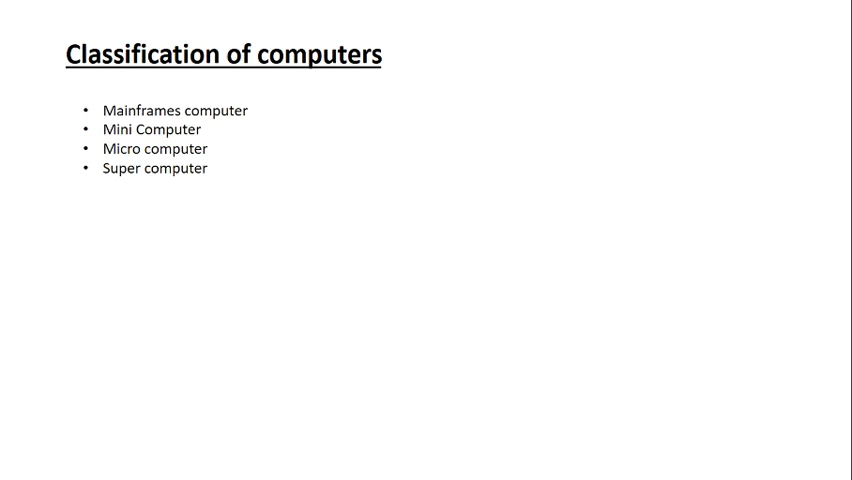 Classification of computers
• Mainframes computer
• Mini Computer
• Micro computer
• Super computer